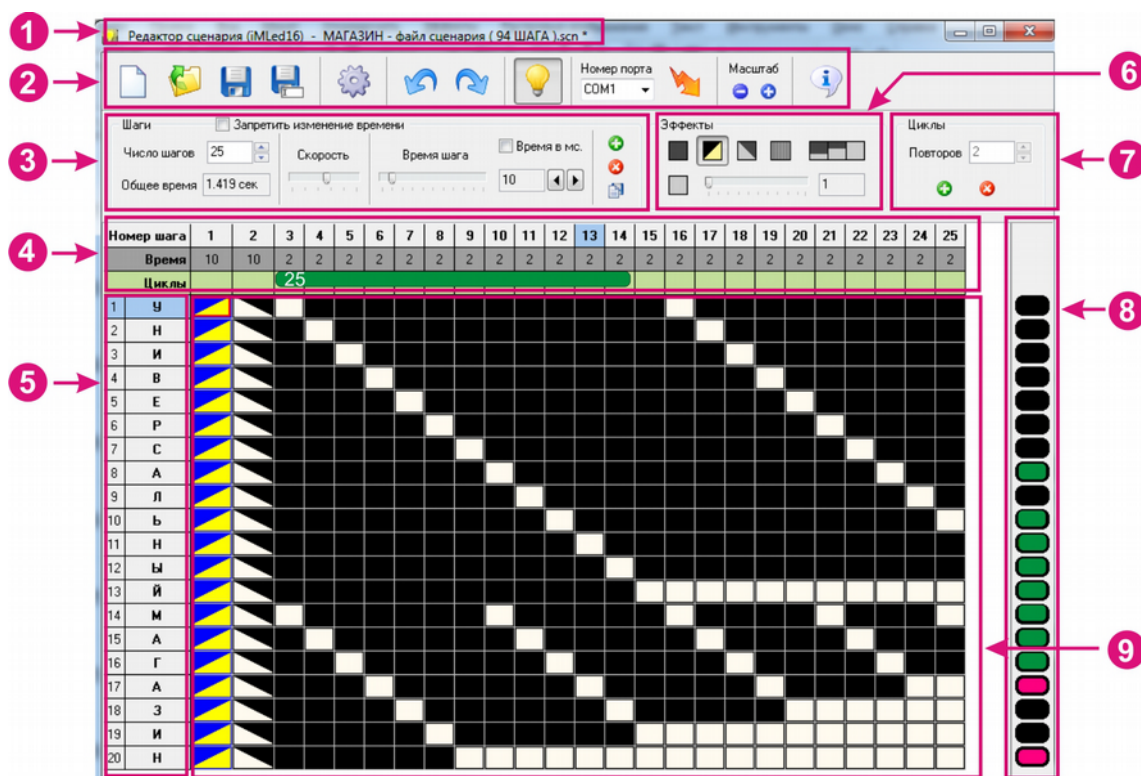 1
Редактор сценария (iMLed16) - МАГАЗИН - файл сценария ( 94 ШАГА ).scn *
2
Номер порта
COM1
Масштаб
6
3
Шаги
Запретить изменение времени
Число шагов 25
Скорость
Время шага
Время в мс.
Общее время 1.419 сек
10
Эффекты
1
Циклы
Повторов 2
7
4
Номер шага 1 2 3 4 5 6 7 8 9 10 11 12 13 14 15 16 17 18 19 20 21 22 23 24 25
Время 10 10 2 2 2 2 2 2 2 2 2 2 2 2 2 2 2 2 2 2 2 2 2 2 2
Циклы 25
5
1 У
2 Н
3 И
4 В
5 Е
6 Р
7 С
8 А
9 Л
10 Ь
11 Н
12 Ы
13 Й
14 М
15 А
16 Г
17 А
18 З
19 И
20 Н
8
9